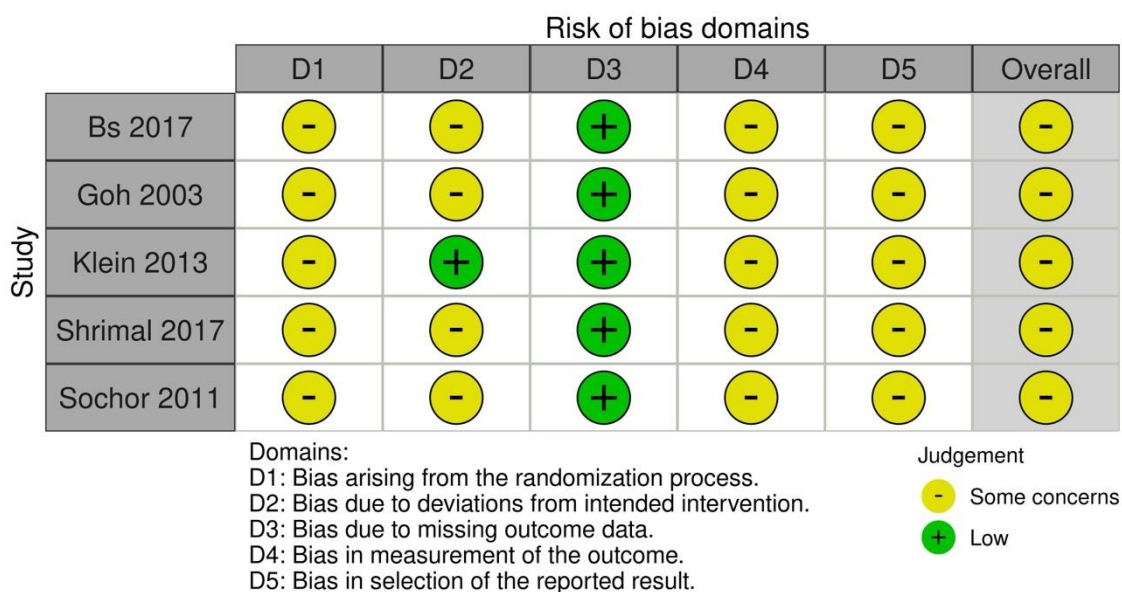 Risk of bias domains
D1 D2 D3 D4 D5 Overall
Study
Bs 2017 - - + - - -
Goh 2003 - - + - - -
Klein 2013 - + + - - -
Shrimal 2017 - - + - - -
Sochor 2011 - - + - - -
Domains:
D1: Bias arising from the randomization process.
D2: Bias due to deviations from intended intervention.
D3: Bias due to missing outcome data.
D4: Bias in measurement of the outcome.
D5: Bias in selection of the reported result.
Judgement
- Some concerns
+ Low